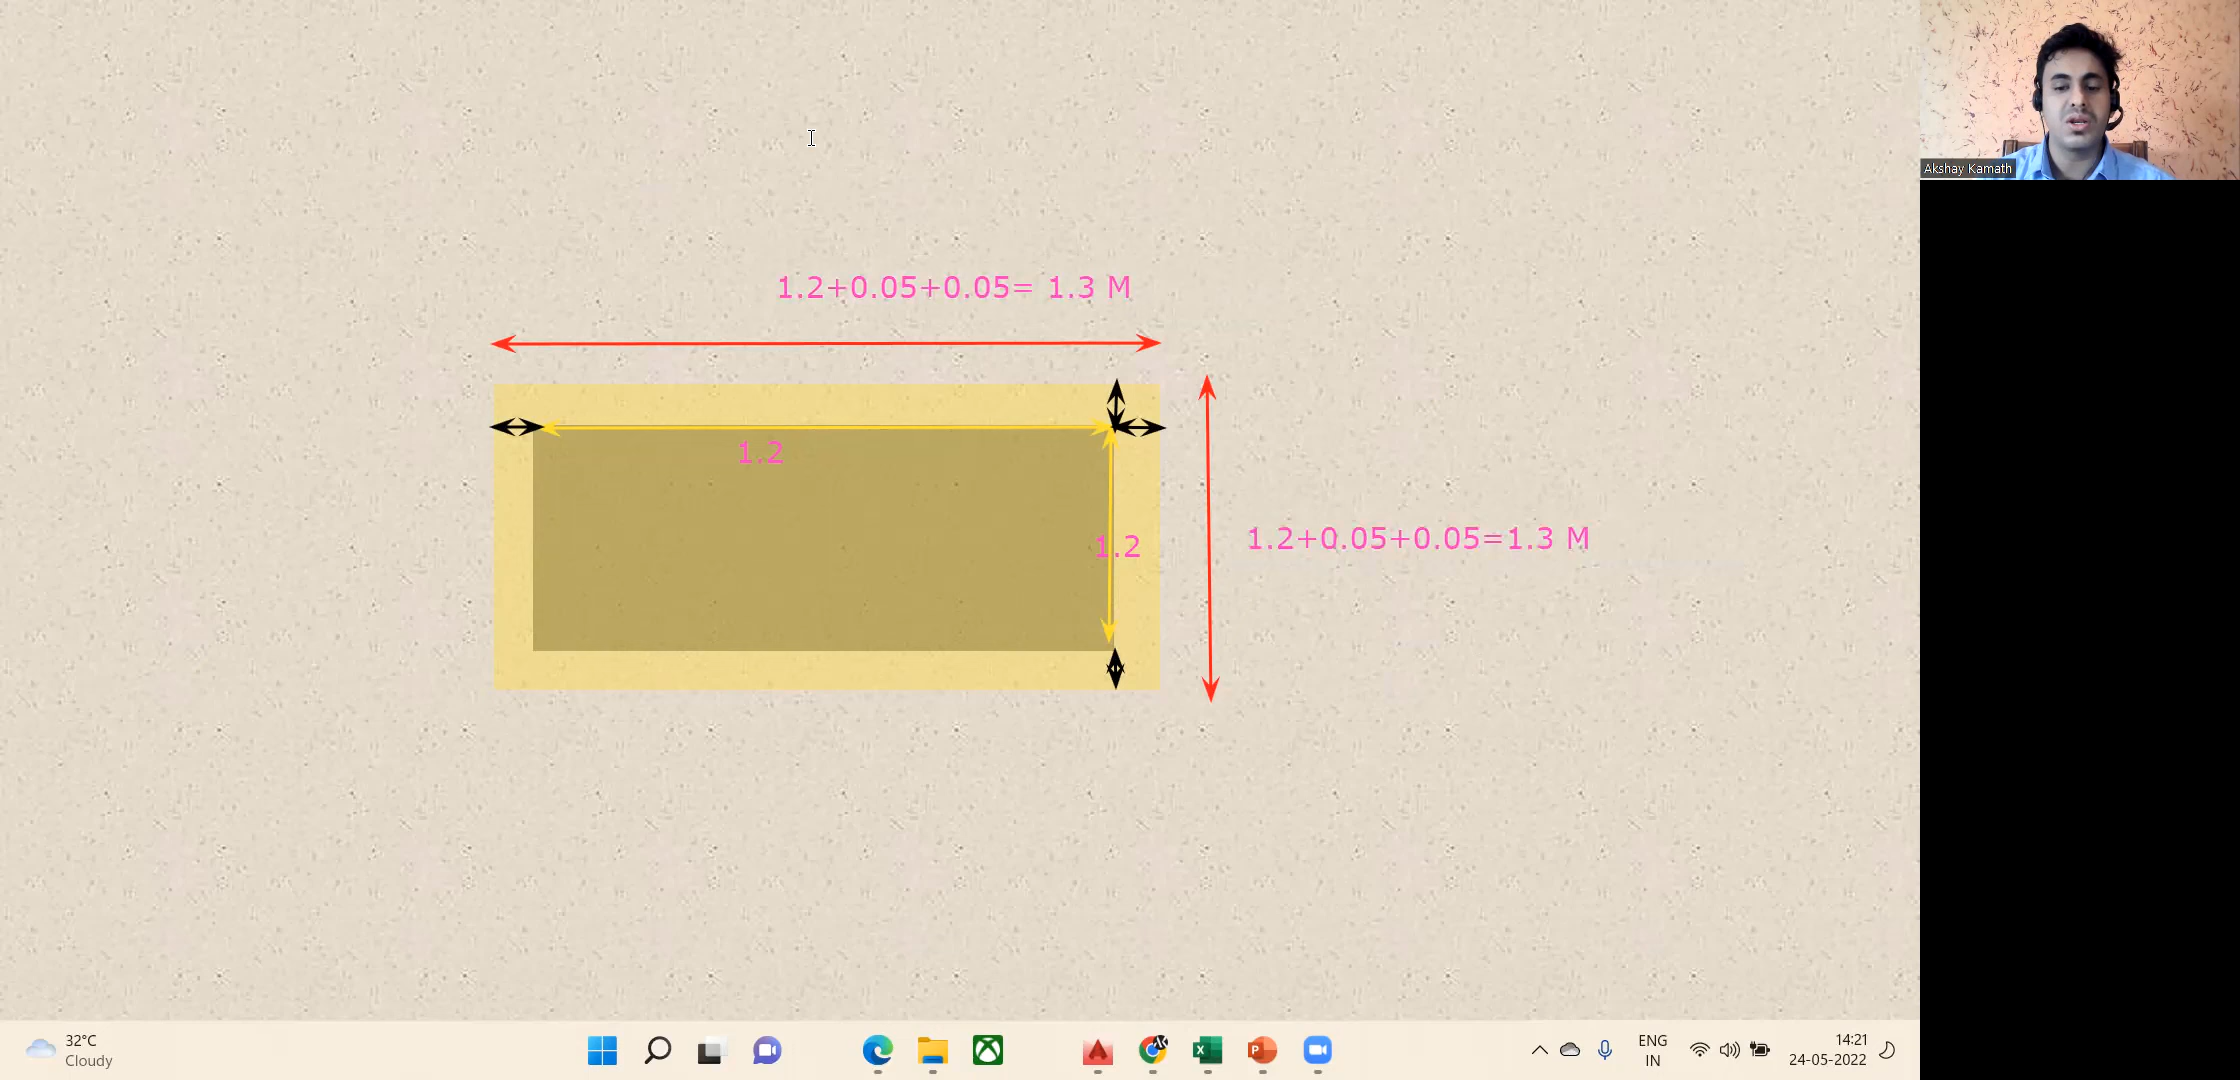 Akshay Kamath
1.2+0.05+0.05= 1.3 M
1.2
1.2
1.2+0.05+0.05=1.3 M
32°C
Cloudy
ENG
IN
14:21
24-05-2022